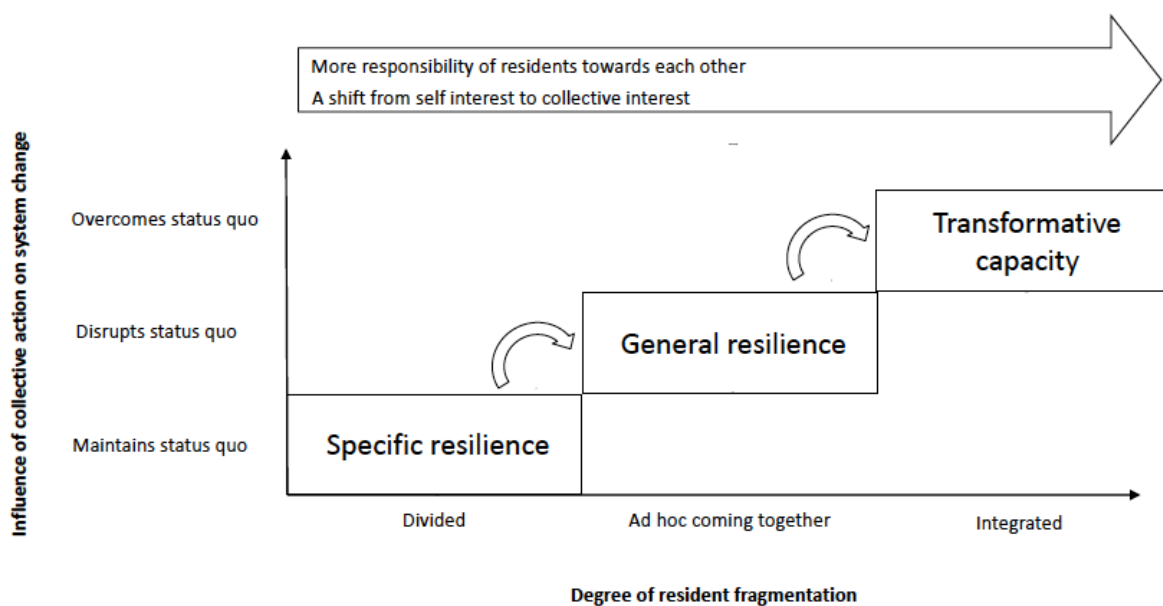 More responsibility of residents towards each other
A shift from self interest to collective interest
Influence of collective action on system change
Overcomes status quo
Transformative
capacity
Disrupts status quo
General resilience
Maintains status quo
Specific resilience
Divided
Ad hoc coming together
Integrated
Degree of resident fragmentation